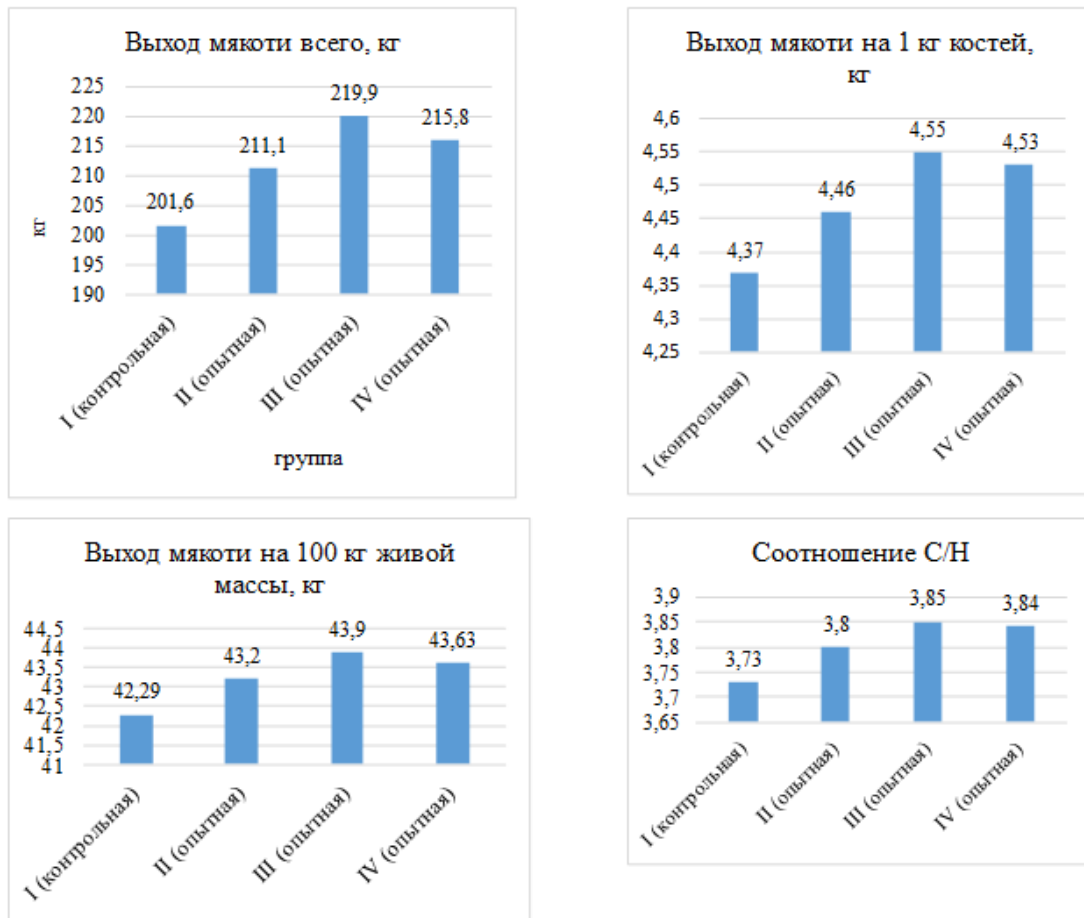 Выход мякоти всего, кг
225
220
215
210
205
200
195
190
кг
201,6
211,1
219,9
215,8
I (контрольная)
II (опытная)
III (опытная)
IV (опытная)
группа
Выход мякоти на 1 кг костей,
кг
4,6
4,55
4,5
4,45
4,4
4,35
4,3
4,25
4,37
4,46
4,55
4,53
I (контрольная)
II (опытная)
III (опытная)
IV (опытная)
Выход мякоти на 100 кг живой
массы, кг
44,5
44
43,5
43
42,5
42
41,5
41
42,29
43,2
43,9
43,63
I (контрольная)
II (опытная)
III (опытная)
IV (опытная)
Соотношение С/Н
3,9
3,85
3,8
3,75
3,7
3,65
3,73
3,8
3,85
3,84
I (контрольная)
II (опытная)
III (опытная)
IV (опытная)